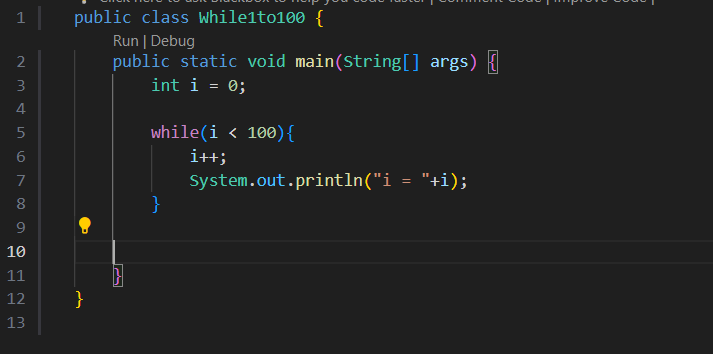 Click here to ask Blackbox to help you code faster | Comment Code | Improve Code |
1 public class While1to100 {
Run | Debug
2 public static void main(String[] args) {
3 int i = 0;
4
5 while(i < 100){
6 i++;
7 System.out.println("i = "+i);
8 }
9
10
11 }
12 }
13